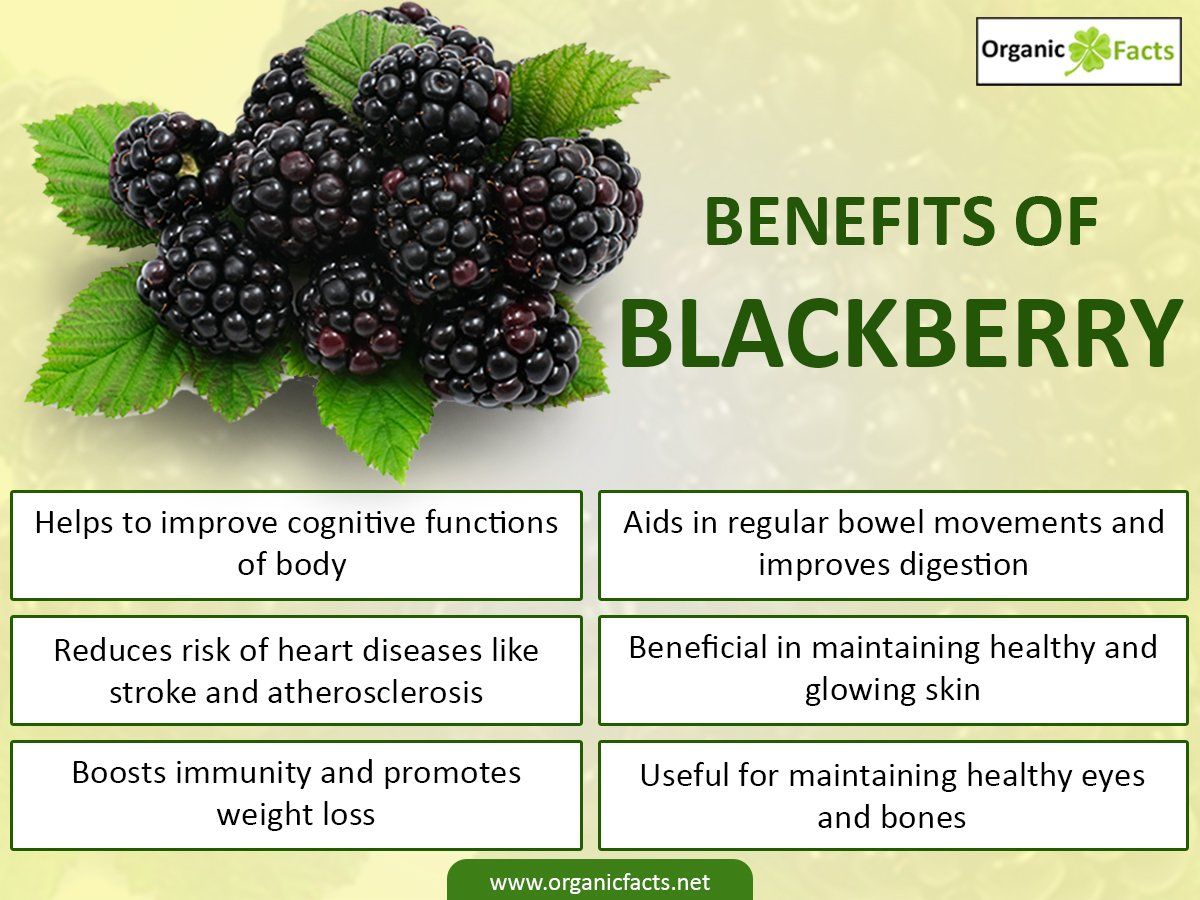 Organic Facts
BENEFITS OF
BLACKBERRY
Helps to improve cognitive functions
of body
Aids in regular bowel movements and
improves digestion
Reduces risk of heart diseases like
stroke and atherosclerosis
Beneficial in maintaining healthy and
glowing skin
Boosts immunity and promotes
weight loss
Useful for maintaining healthy eyes
and bones
www.organicfacts.net